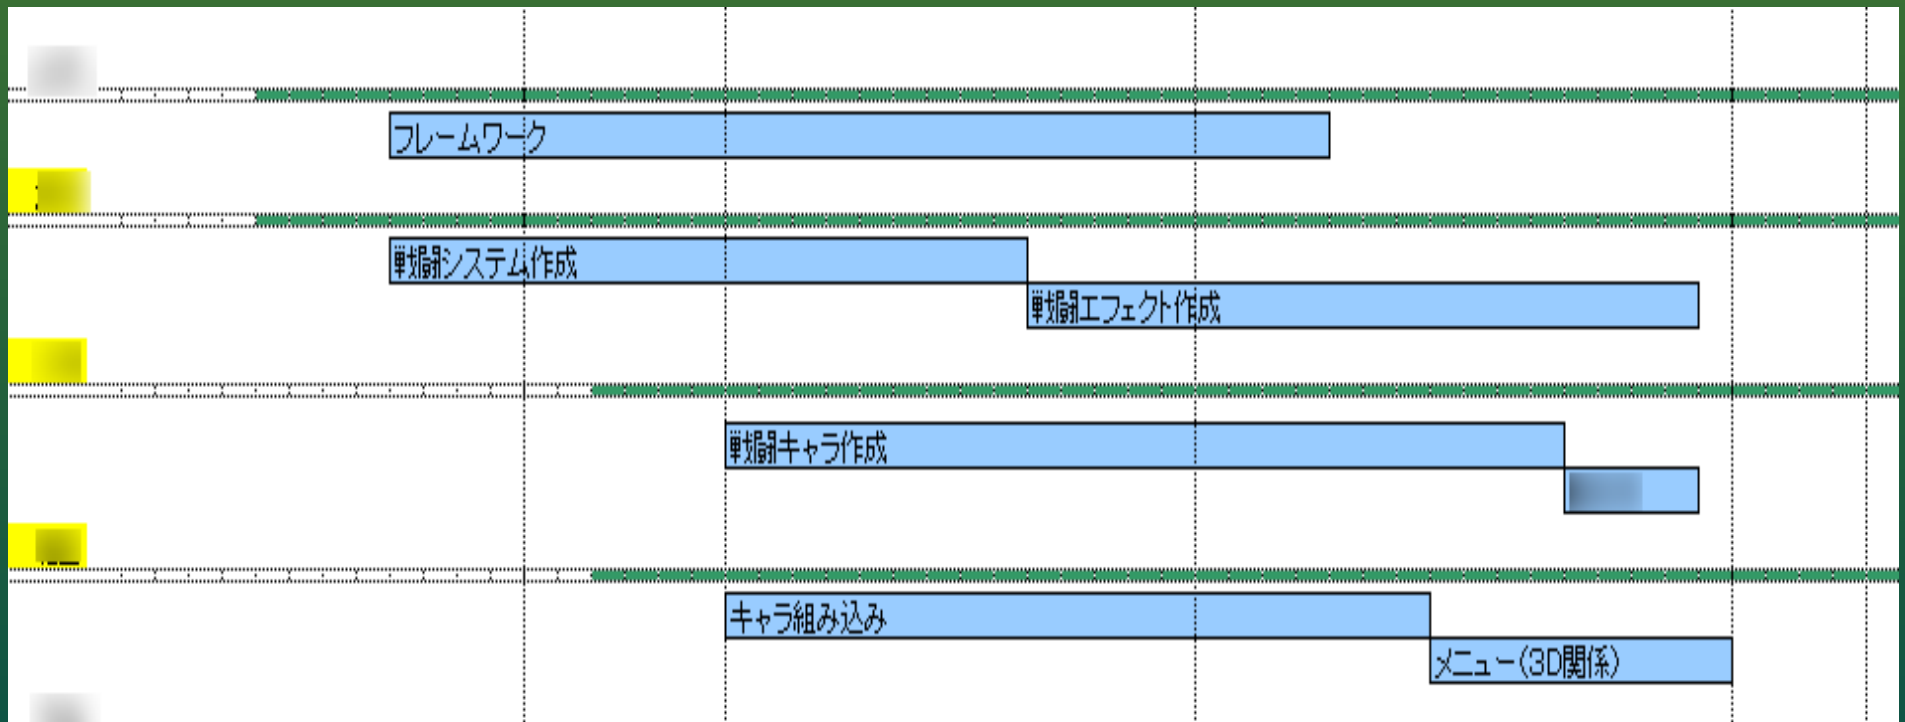 フレームワーク
戦闘システム作成
戦闘エフェクト作成
戦闘キャラ作成
キャラ組み込み
メニュー(3D関係)